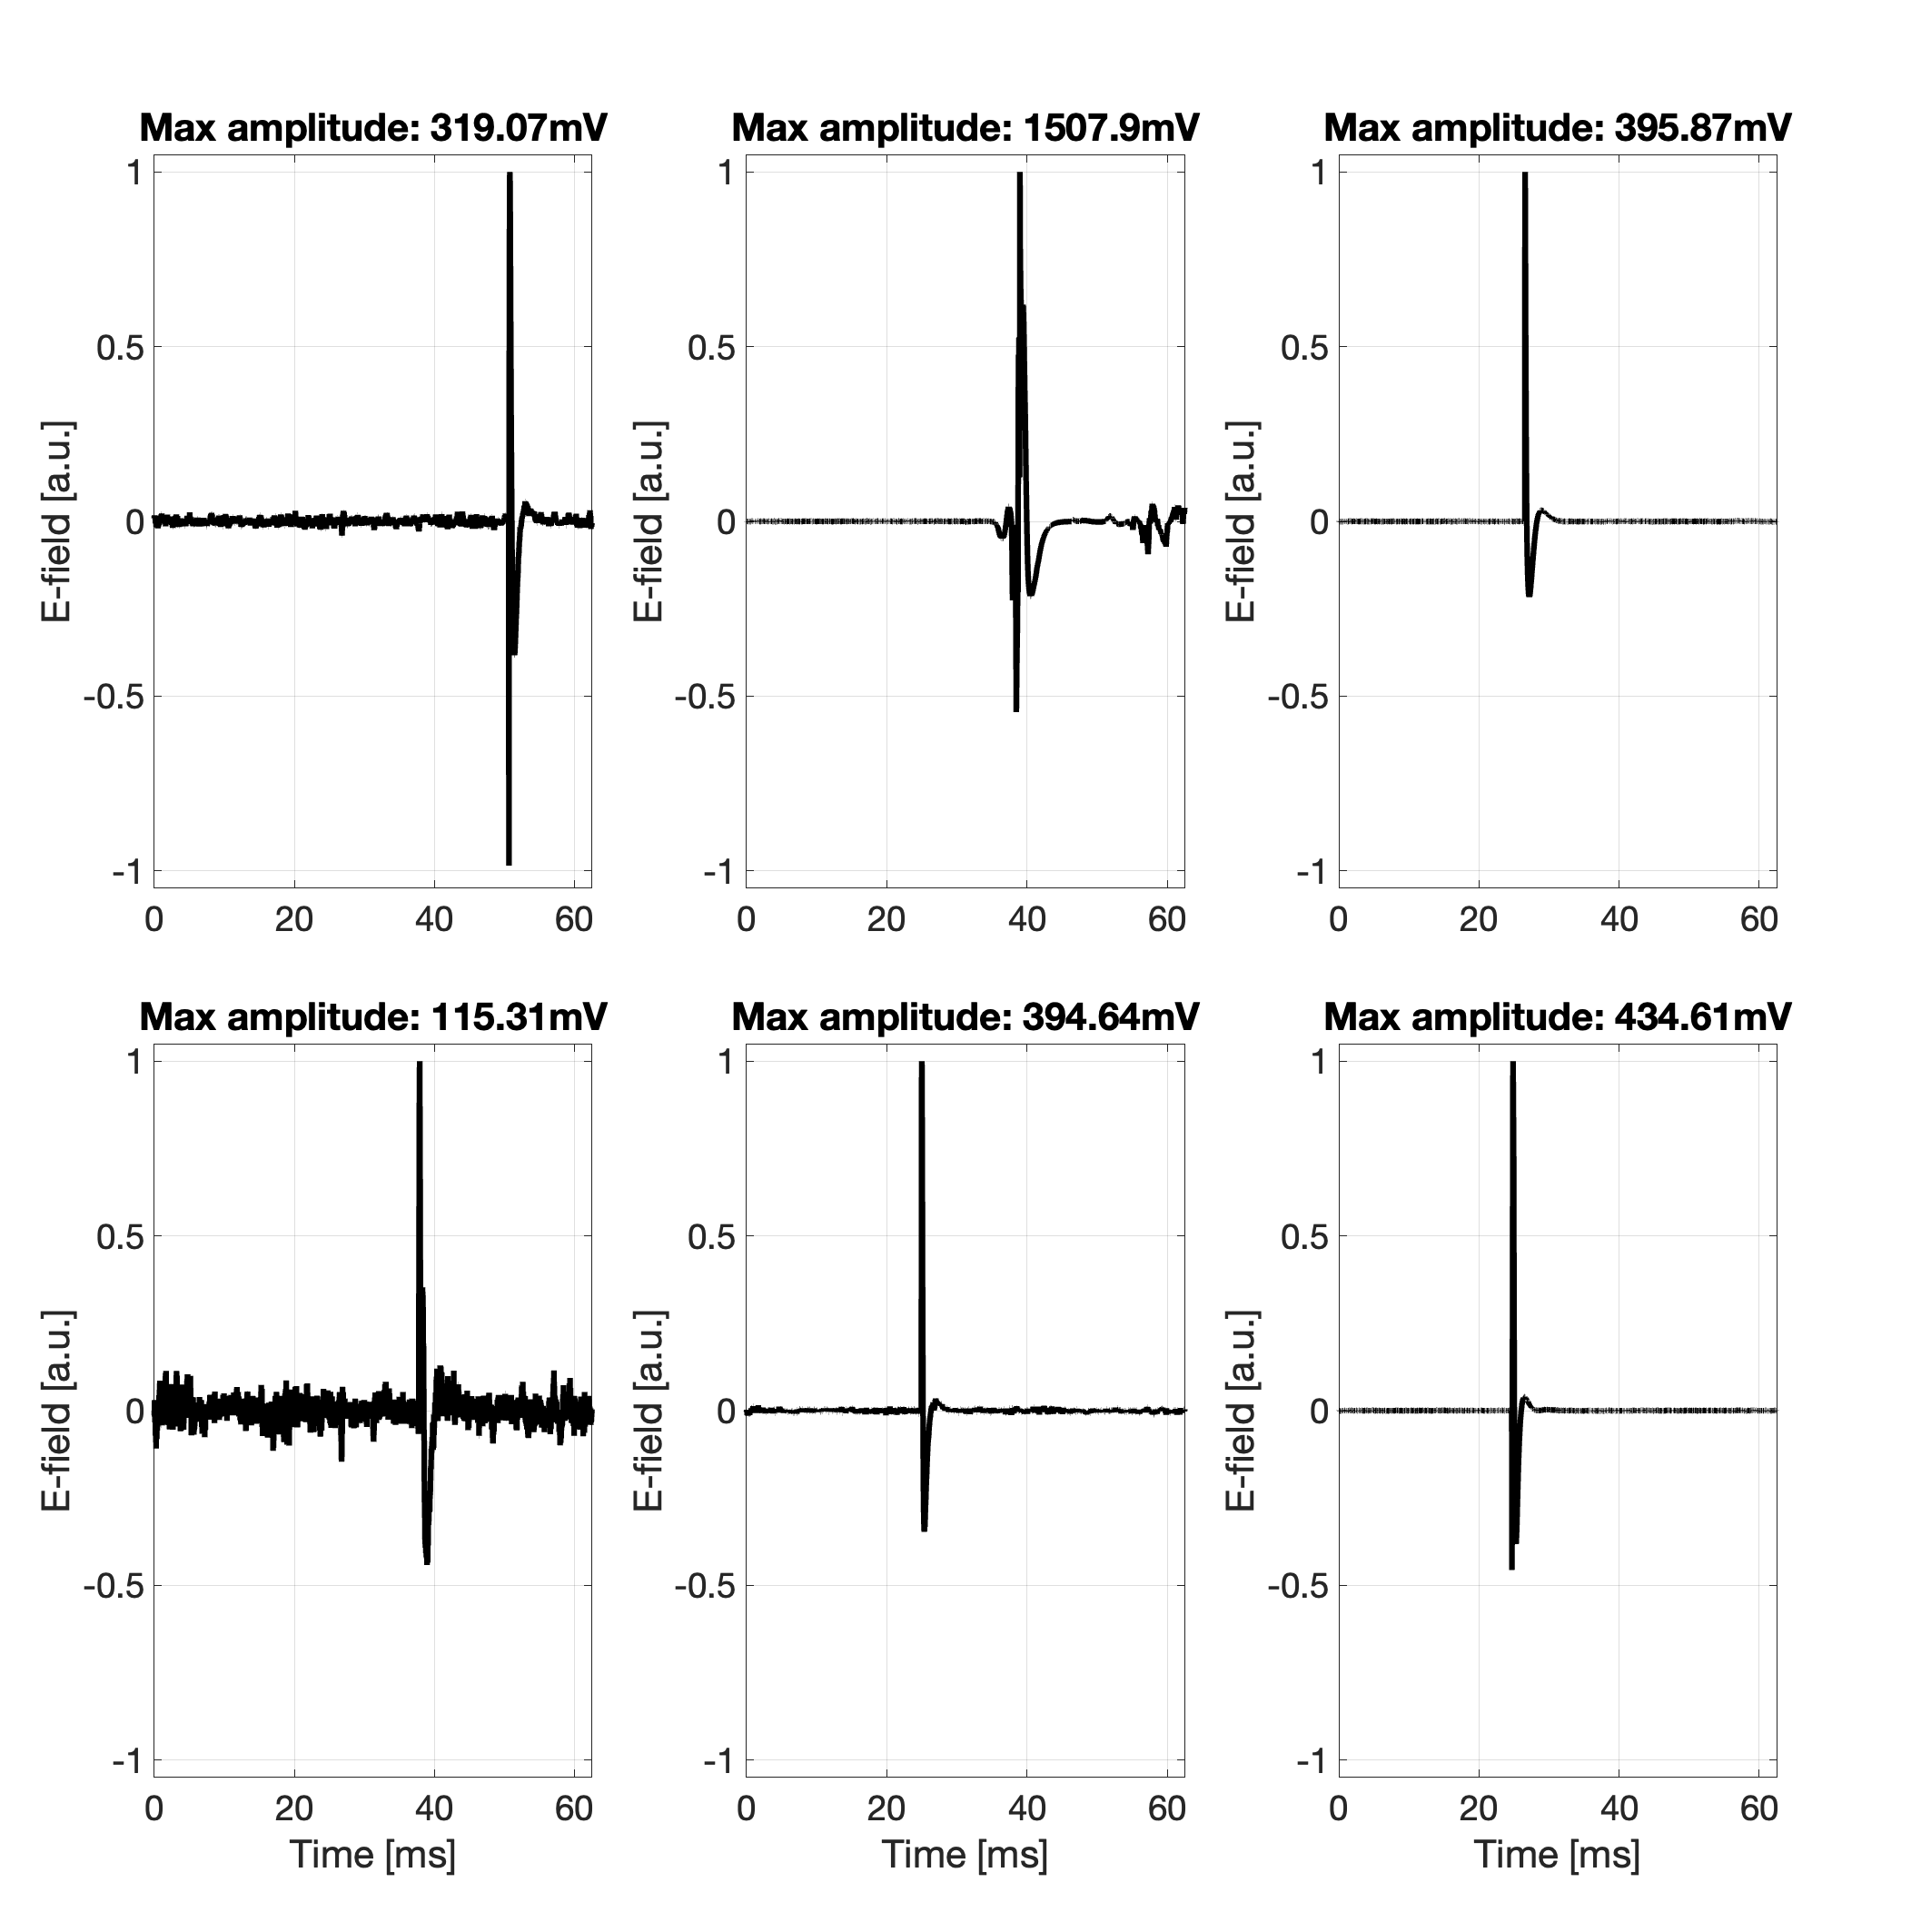 Max amplitude: 319.07mV
Max amplitude: 1507.9mV
Max amplitude: 395.87mV
1
0.5
0
-0.5
-1
E-field [a.u.]
0 20 40 60
1
0.5
0
-0.5
-1
E-field [a.u.]
0 20 40 60
1
0.5
0
-0.5
-1
E-field [a.u.]
0 20 40 60
Max amplitude: 115.31mV
Max amplitude: 394.64mV
Max amplitude: 434.61mV
1
0.5
0
-0.5
-1
E-field [a.u.]
0 20 40 60
Time [ms]
1
0.5
0
-0.5
-1
E-field [a.u.]
0 20 40 60
Time [ms]
1
0.5
0
-0.5
-1
E-field [a.u.]
0 20 40 60
Time [ms]